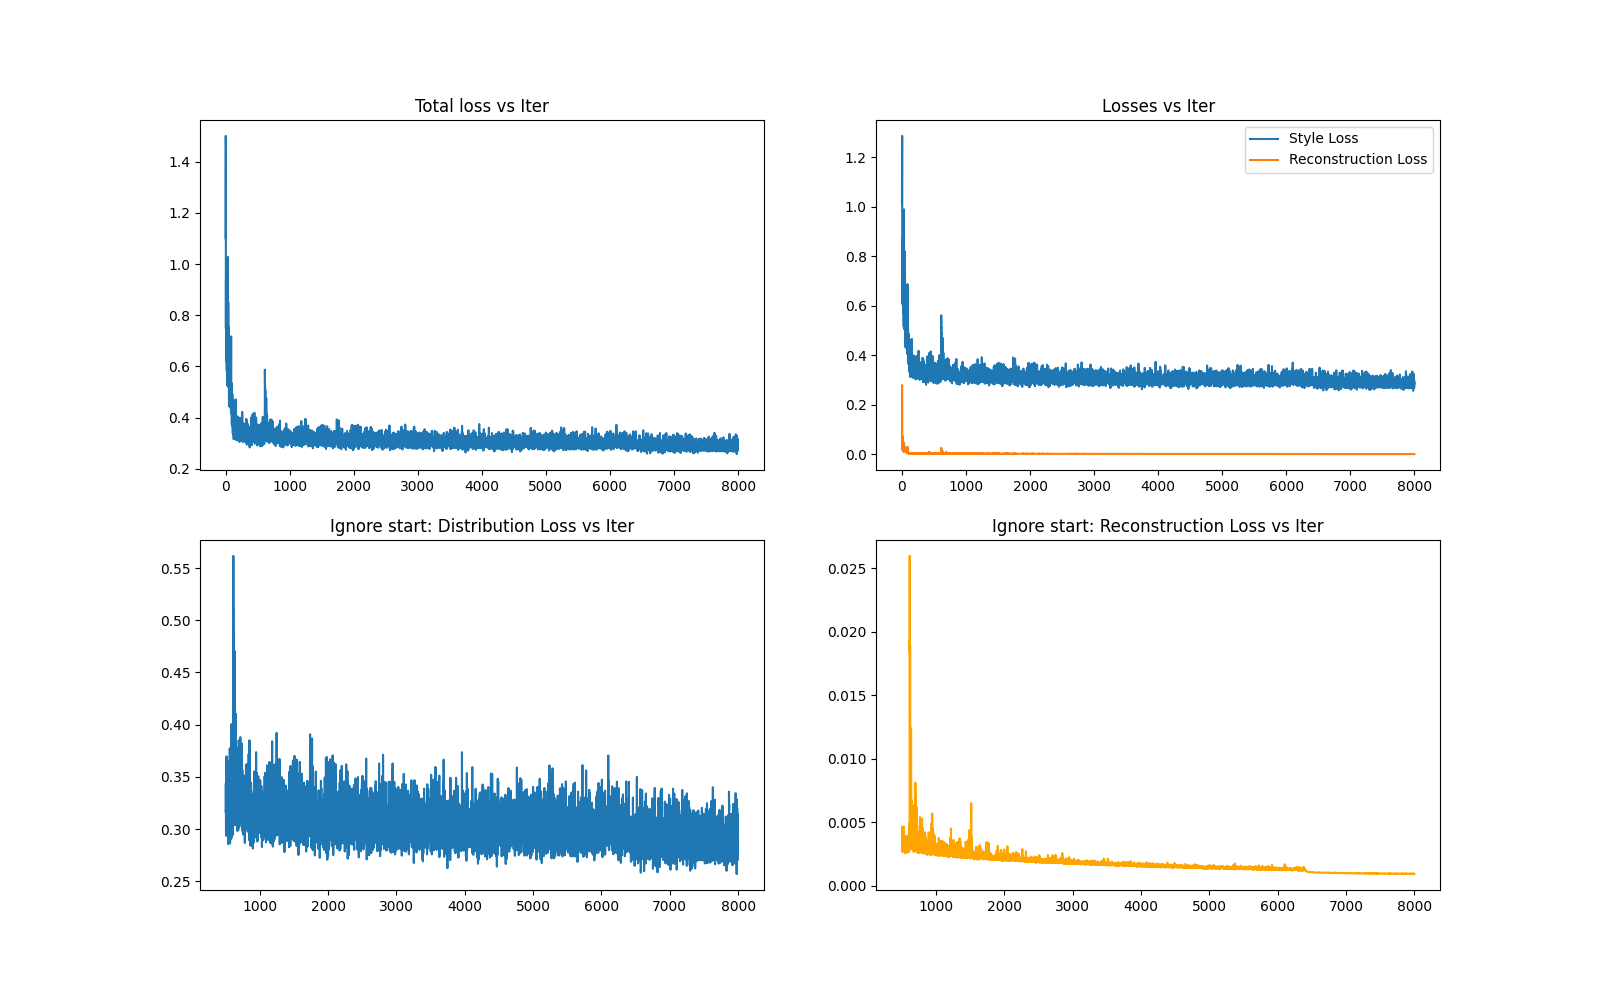 Total loss vs Iter
1.4
1.2
1.0
0.8
0.6
0.4
0.2
0 1000 2000 3000 4000 5000 6000 7000 8000
Losses vs Iter
Style Loss
Reconstruction Loss
1.2
1.0
0.8
0.6
0.4
0.2
0.0
0 1000 2000 3000 4000 5000 6000 7000 8000
Ignore start: Distribution Loss vs Iter
0.55
0.50
0.45
0.40
0.35
0.30
0.25
1000 2000 3000 4000 5000 6000 7000 8000
Ignore start: Reconstruction Loss vs Iter
0.025
0.020
0.015
0.010
0.005
0.000
1000 2000 3000 4000 5000 6000 7000 8000